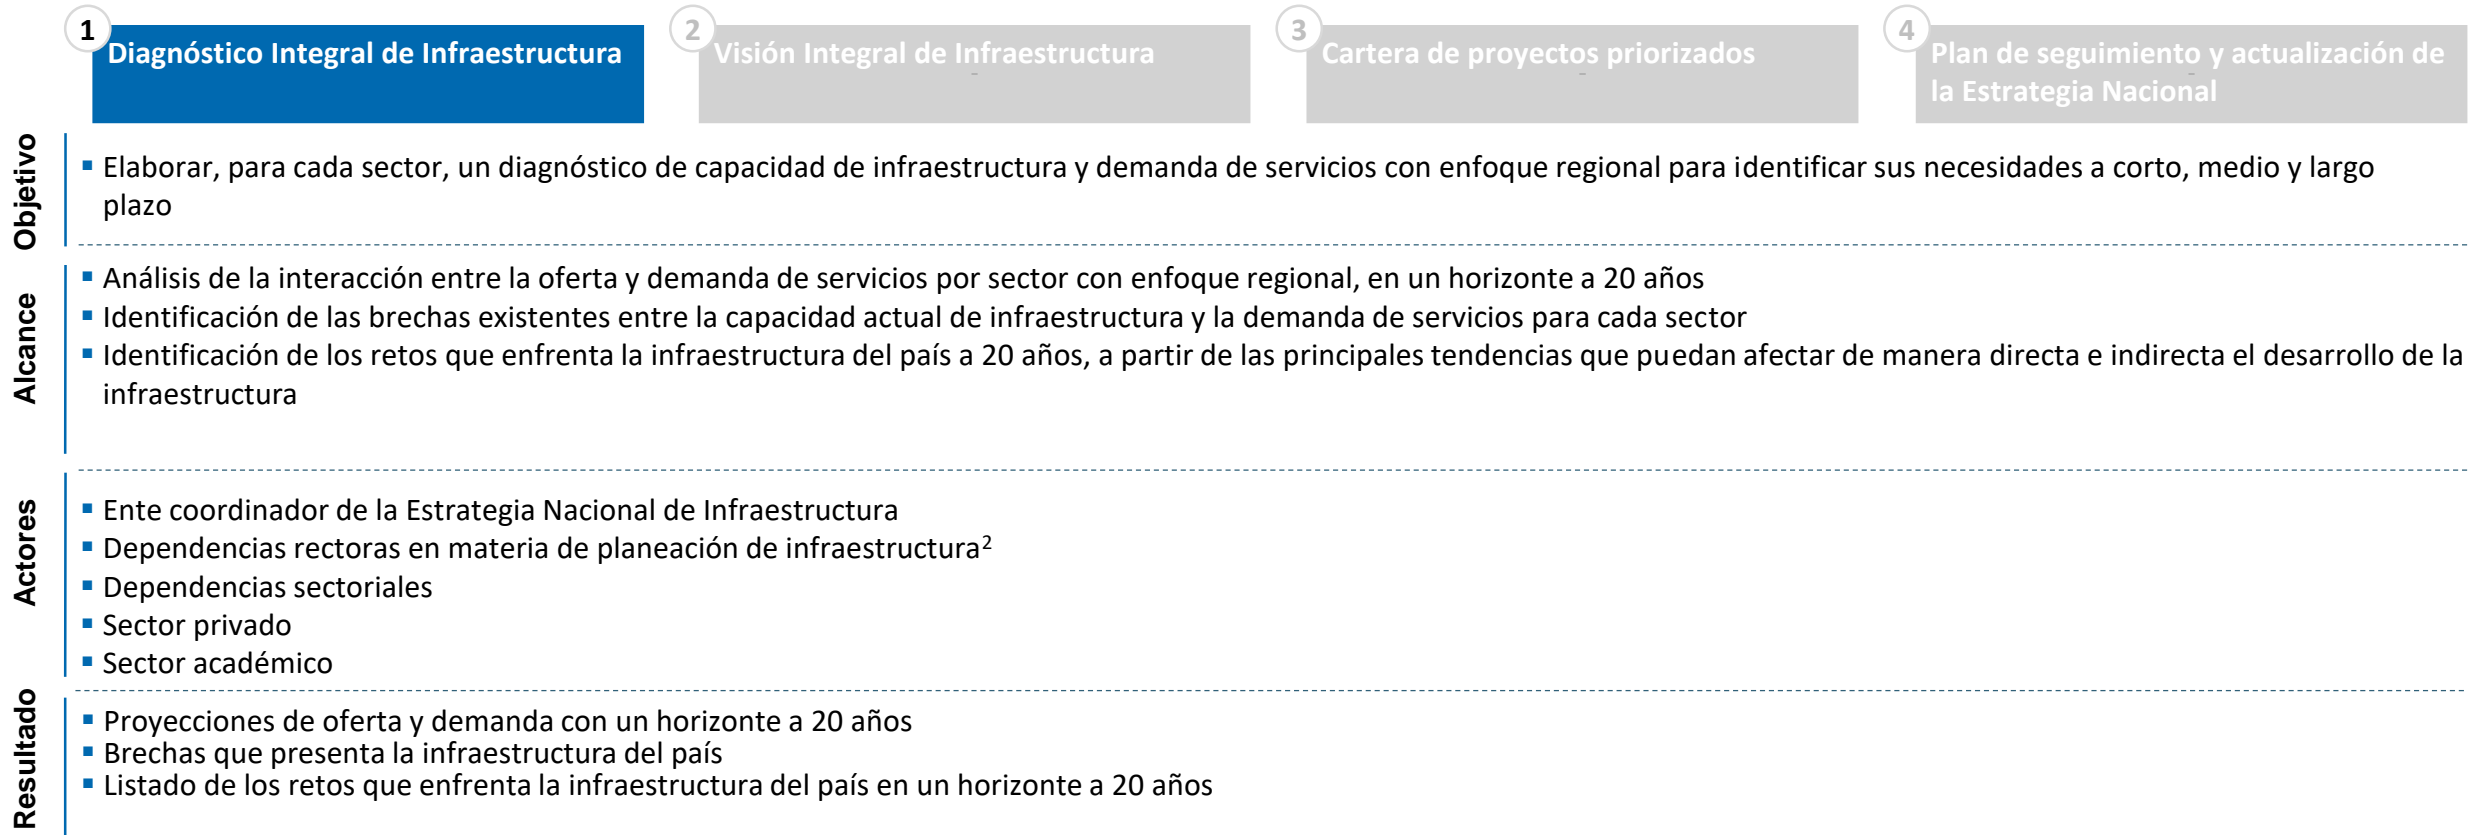 1
Diagnóstico Integral de Infraestructura
2
Visión Integral de Infraestructura
3
Cartera de proyectos priorizados
4
Plan de seguimiento y actualización de
la Estrategia Nacional
Objetivo
▪ Elaborar, para cada sector, un diagnóstico de capacidad de infraestructura y demanda de servicios con enfoque regional para identificar sus necesidades a corto, medio y largo
plazo
Alcance
▪ Análisis de la interacción entre la oferta y demanda de servicios por sector con enfoque regional, en un horizonte a 20 años
▪ Identificación de las brechas existentes entre la capacidad actual de infraestructura y la demanda de servicios para cada sector
▪ Identificación de los retos que enfrenta la infraestructura del país a 20 años, a partir de las principales tendencias que puedan afectar de manera directa e indirecta el desarrollo de la
infraestructura
Actores
▪ Ente coordinador de la Estrategia Nacional de Infraestructura
▪ Dependencias rectoras en materia de planeación de infraestructura²
▪ Dependencias sectoriales
▪ Sector privado
▪ Sector académico
Resultado
▪ Proyecciones de oferta y demanda con un horizonte a 20 años
▪ Brechas que presenta la infraestructura del país
▪ Listado de los retos que enfrenta la infraestructura del país en un horizonte a 20 años